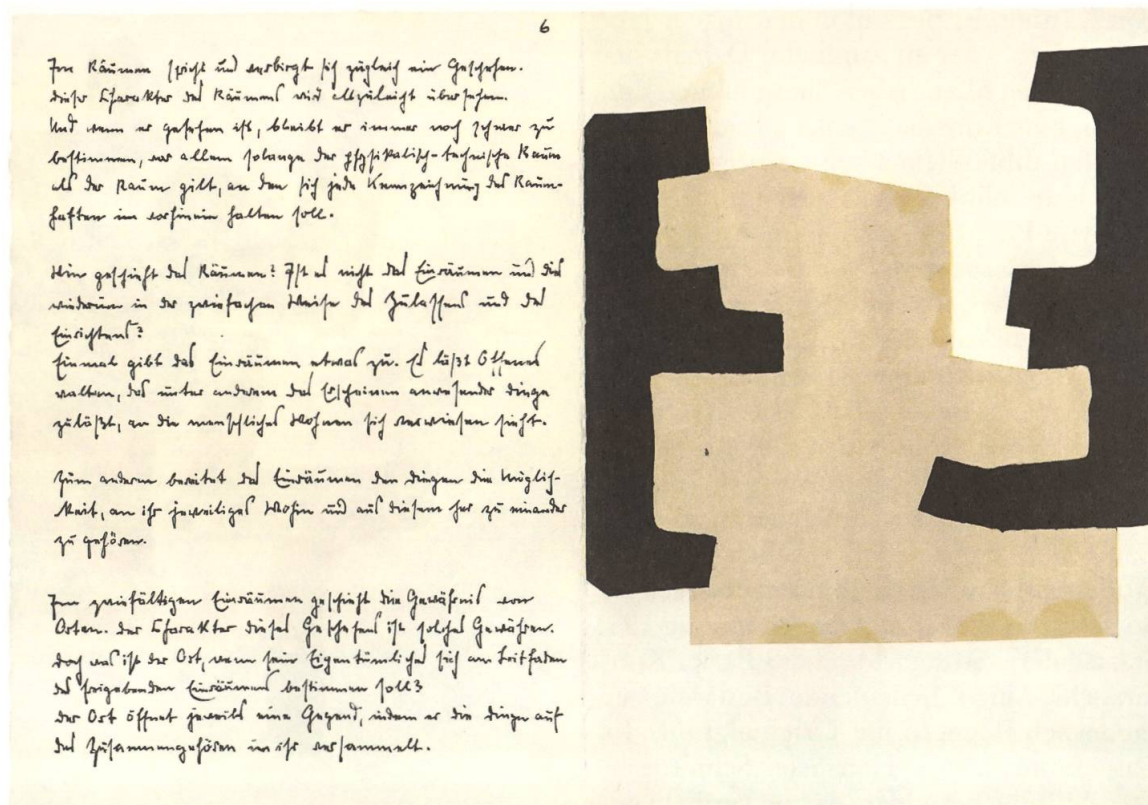 6
Im Räumen spricht und verbirgt sich zugleich ein Geschehen.
dieser Charakter des Räumens wird allzuleicht übersehen.
Und wenn er gesehen ist, bleibt er immer noch schwer zu
bestimmen, vor allem solange der physikalisch-technische Raum
als der Raum gilt, an den sich jede Kennzeichnung des Raum-
haften im vorhinein halten soll.
Wie geschieht das Räumen? Ist es nicht das Einräumen und dies
wiederum in der zwiefachen Weise des Zulassens und des
Einrichtens?
Einmal gibt das Einräumen etwas zu. Es läßt Offenes
walten, das unter anderem das Erscheinen anwesender dinge
zuläßt, an die menschliches Wohnen sich verwiesen sieht.
Zum andern bereitet das Einräumen den dingen die Möglich-
keit, an ihr jeweiliges Wohin und aus diesem her zu einander
zu gehören.
Im zwiefältigen Einräumen geschieht die Gewährnis von
Orten. der Charakter dieses Geschehens ist solches Gewähren.
doch was ist der Ort, wenn sein Eigentümliches sich am Leitfaden
des freigebenden Einräumens bestimmen soll?
der Ort öffnet jeweils eine Gegend, indem er die dinge auf
das Zusammengehören in ihr versammelt.